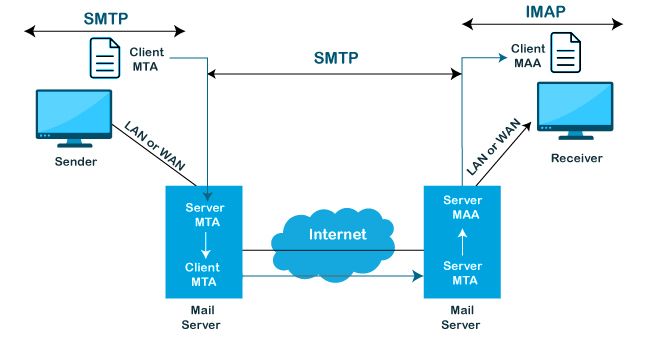 SMTP
IMAP
Client
MTA
SMTP
Client
MAA
Sender
LAN or WAN
LAN or WAN
Receiver
Server
MTA
Client
MTA
Internet
Server
MAA
Server
MTA
Mail
Server
Mail
Server